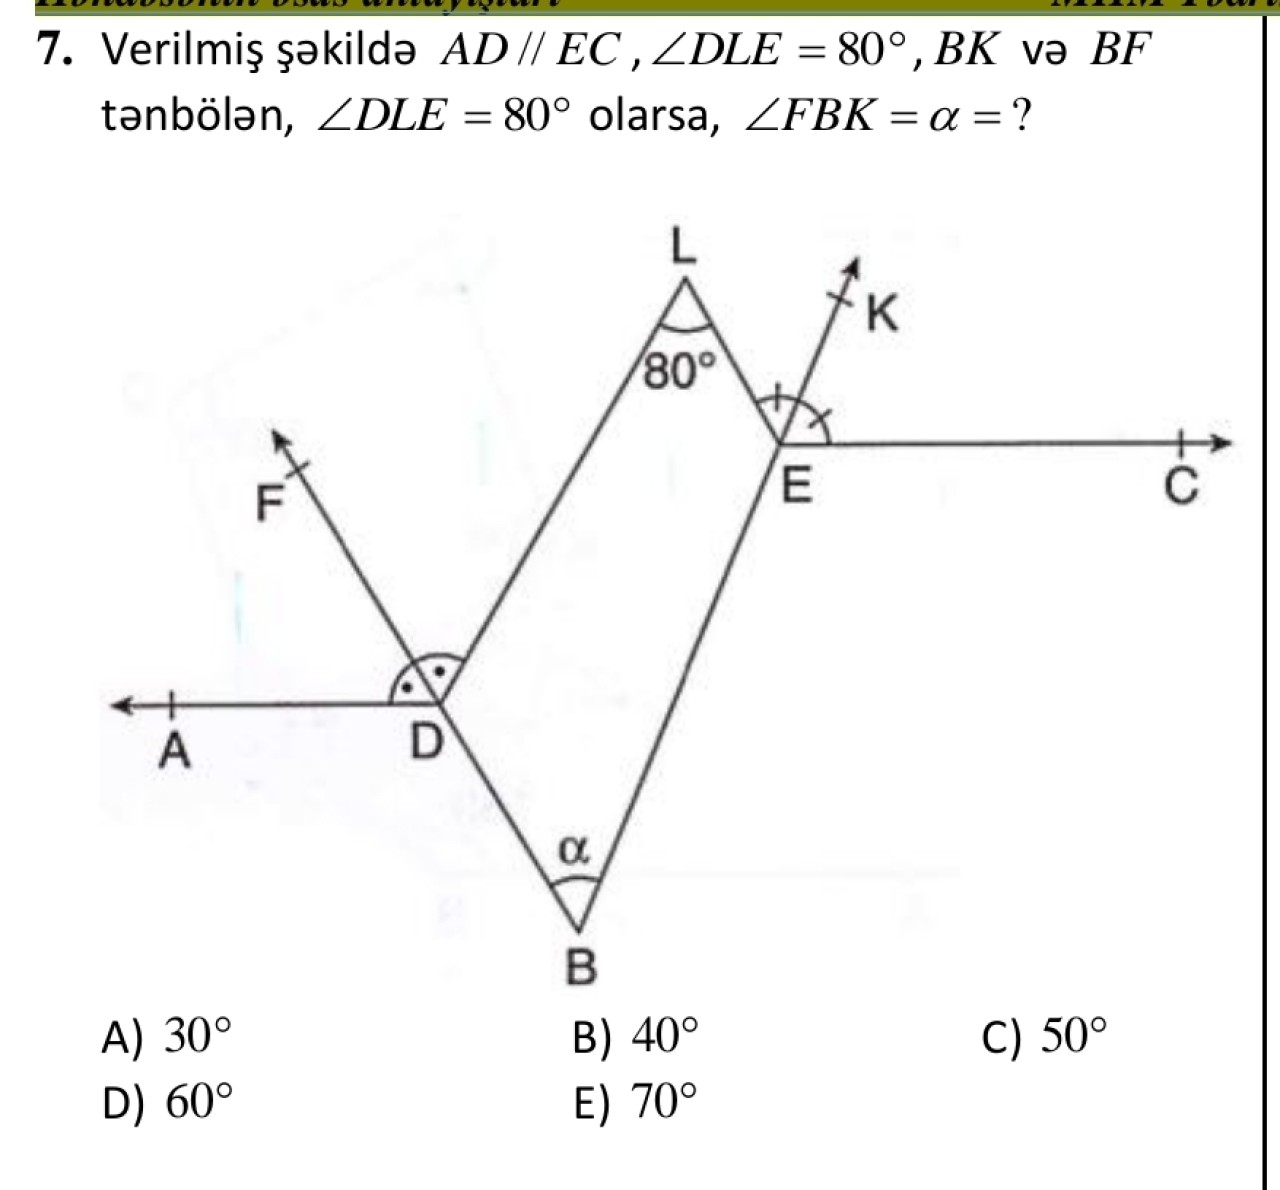 7. Verilmiş şəkildə AD // EC , ∠DLE = 80° , BK və BF
tənbölən, ∠DLE = 80° olarsa, ∠FBK = α = ?
L
K
80°
F
E
C
A
D
α
B
A) 30° B) 40° C) 50°
D) 60° E) 70°